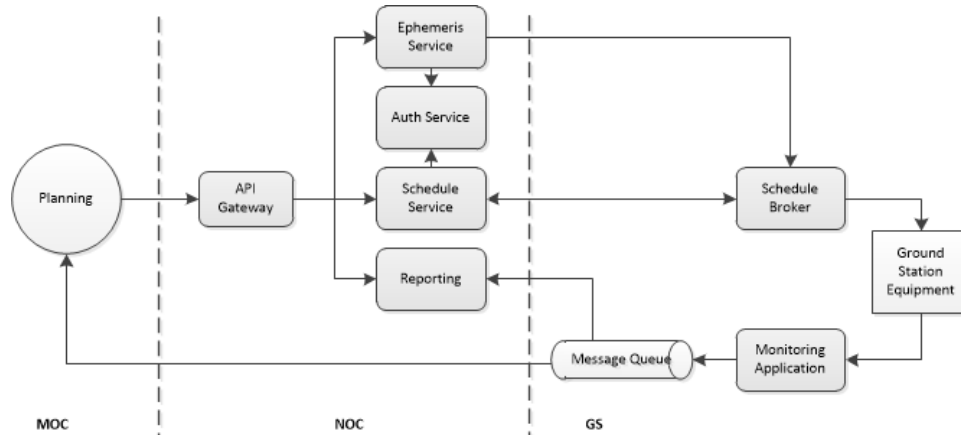 Ephemeris
Service
Auth Service
Planning
API
Gateway
Schedule
Service
Schedule
Broker
Reporting
Ground
Station
Equipment
Message Queue
Monitoring
Application
MOC
NOC
GS